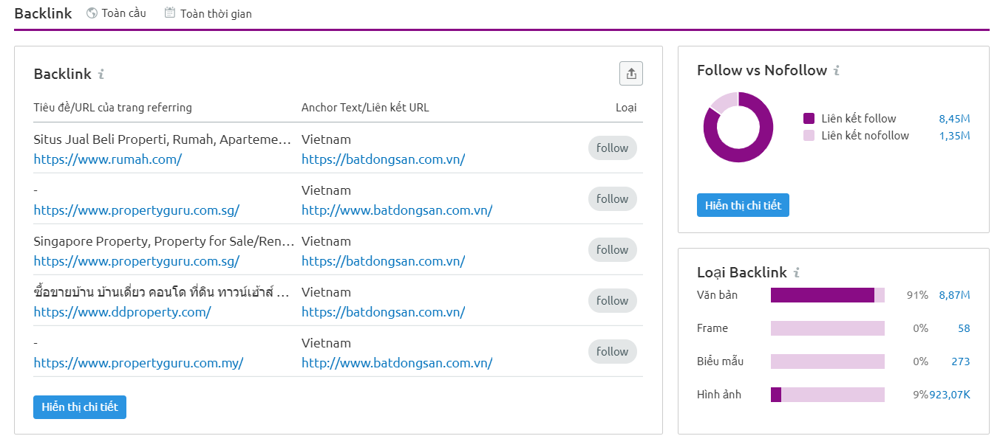 Backlink Toàn cầu Toàn thời gian
Backlink
Tiêu đề/URL của trang referring Anchor Text/Liên kết URL Loại
Situs Jual Beli Properti, Rumah, Aparteme... Vietnam
https://www.rumah.com/ https://batdongsan.com.vn/ follow
- Vietnam
https://www.propertyguru.com.sg/ http://www.batdongsan.com.vn/ follow
Singapore Property, Property for Sale/Ren... Vietnam
https://www.propertyguru.com.sg/ https://batdongsan.com.vn/ follow
ซื้อขายบ้าน บ้านเดี่ยว คอนโด ที่ดิน ทาวน์เฮ้าส์ ... Vietnam
https://www.ddproperty.com/ https://batdongsan.com.vn/ follow
- Vietnam
https://www.propertyguru.com.my/ http://www.batdongsan.com.vn/ follow
Hiển thị chi tiết
Follow vs Nofollow
Liên kết follow 8,45M
Liên kết nofollow 1,35M
Hiển thị chi tiết
Loại Backlink
Văn bản 91% 8,87M
Frame 0% 58
Biểu mẫu 0% 273
Hình ảnh 9% 923,07K